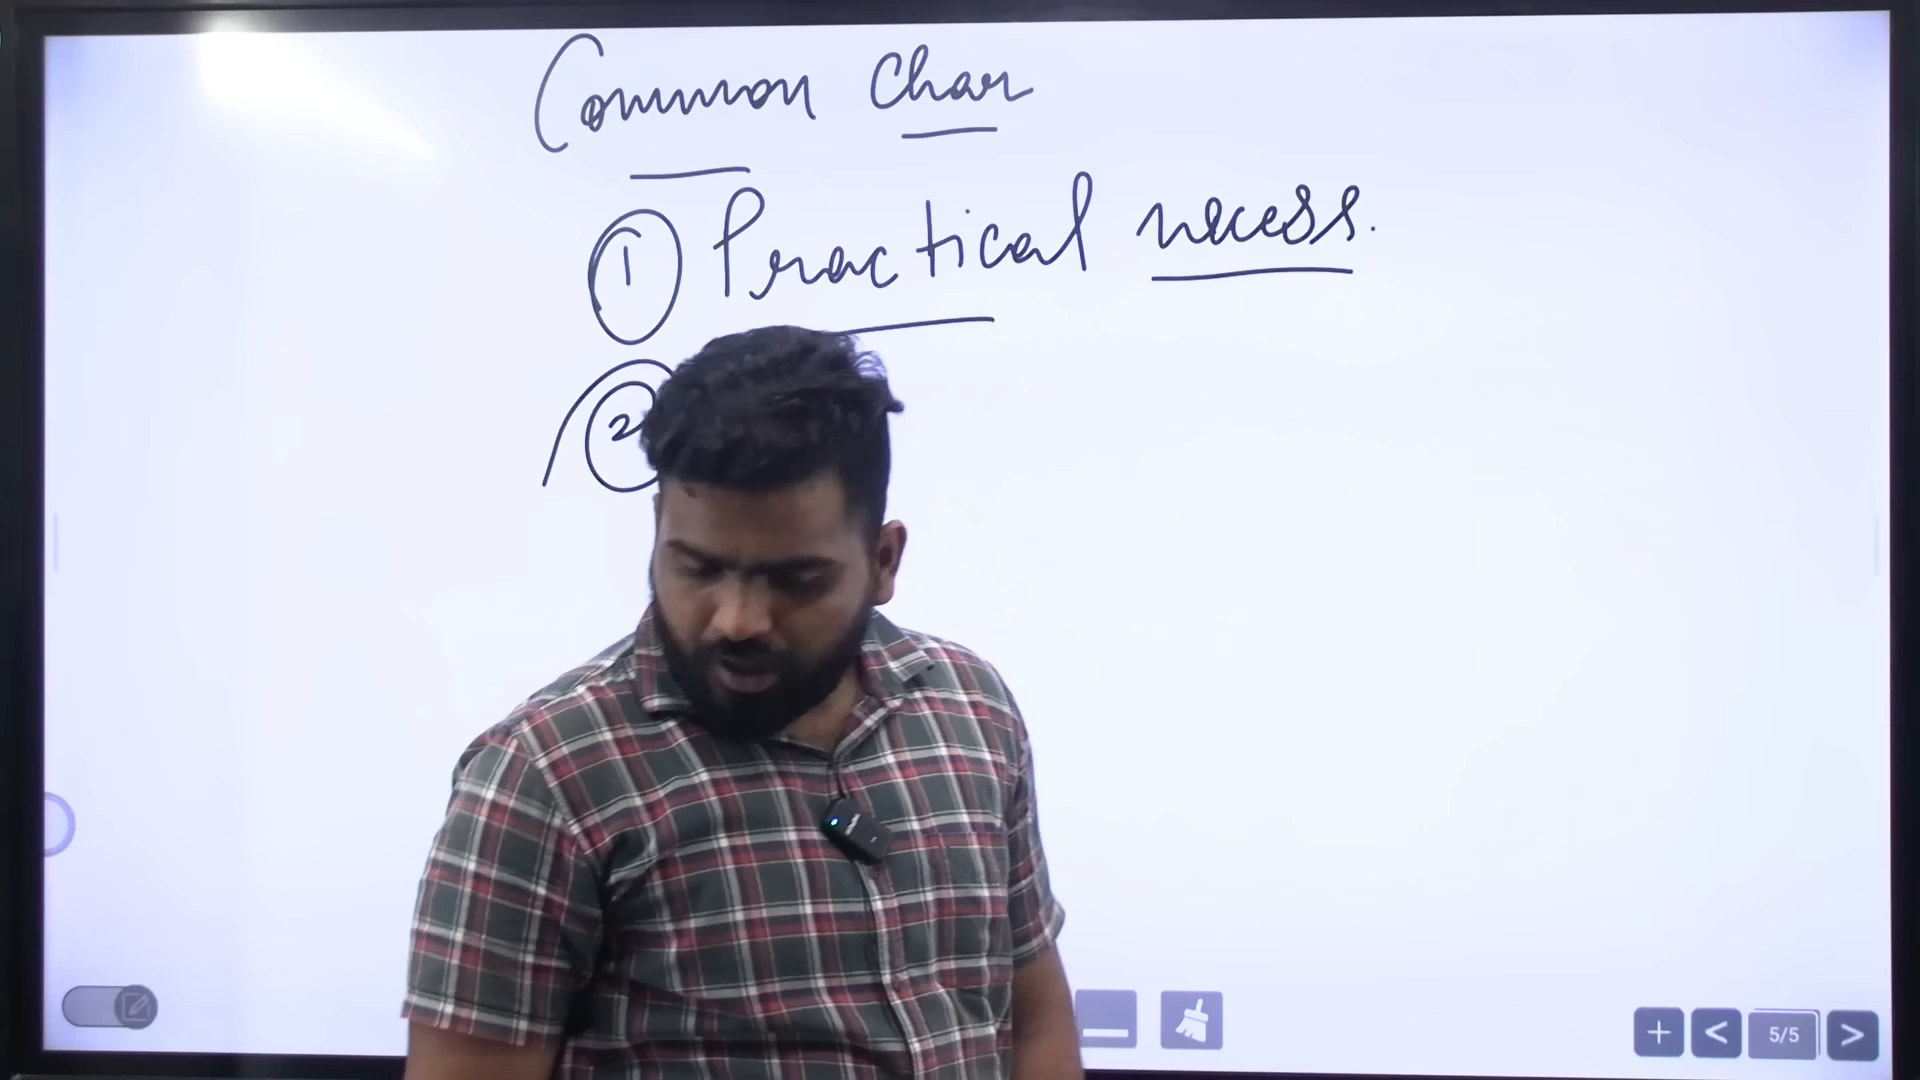 Common Char
① Practical necess.
②
5/5